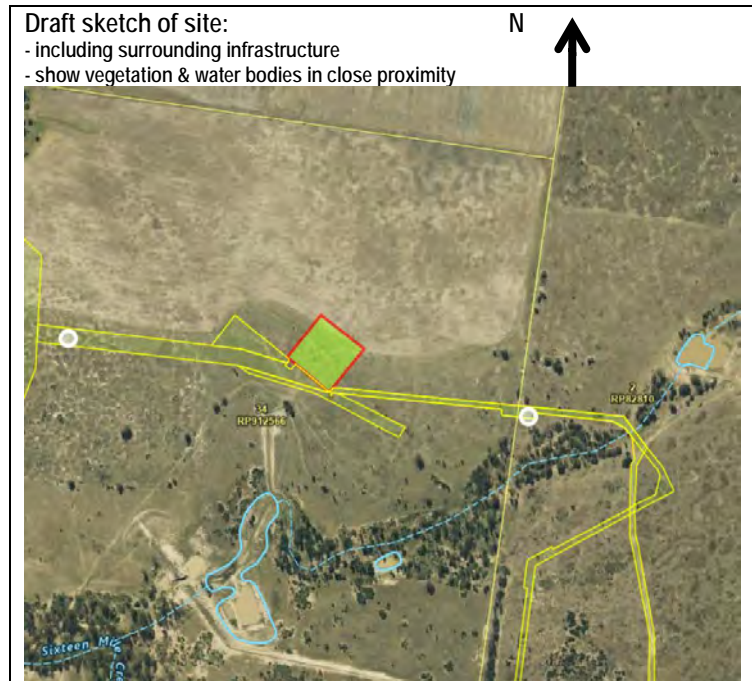 Draft sketch of site:
N
- including surrounding infrastructure
- show vegetation & water bodies in close proximity
2
RP82810
34
RP912566
Sixteen Mile Cre